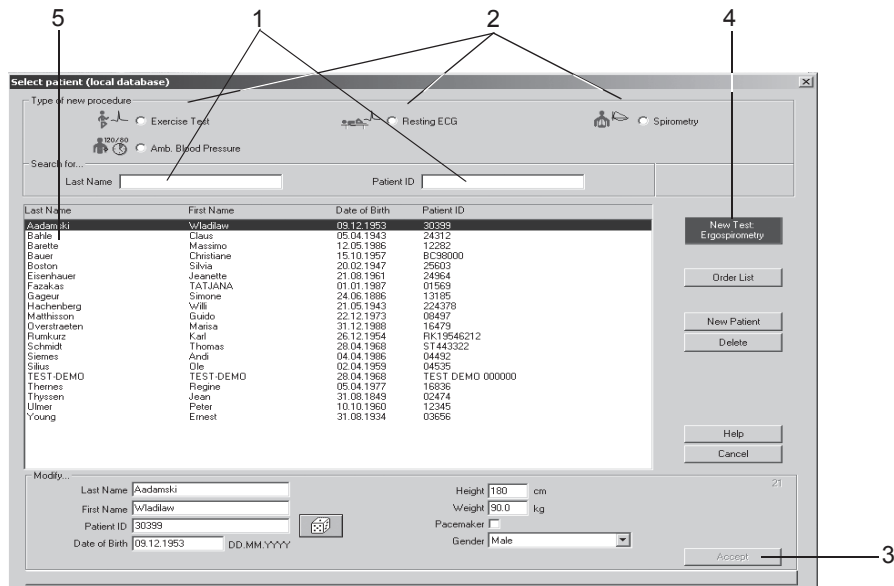 5 1 2 4
Select patient (local database)
Type of new procedure
Exercise Test Resting ECG Spirometry
120/80 Amb. Blood Pressure
Search for...
Last Name Patient ID
Last Name First Name Date of Birth Patient ID
Aadamski Wladilaw 09.12.1953 30399
Bahle Claus 05.04.1943 24312
Barette Massimo 12.05.1986 12282
Bauer Christiane 15.10.1957 BC98000
Boston Silvia 20.02.1947 25603
Eisenhauer Jeanette 21.08.1961 24964
Fazakas TATJANA 01.01.1987 01569
Gageur Simone 24.06.1886 13185
Hachenberg Willi 21.05.1943 224378
Matthisson Guido 22.12.1973 08497
Overstraeten Marisa 31.12.1988 16479
Rumkurz Karl 26.12.1954 RK19546212
Schmidt Thomas 28.04.1968 ST443322
Siemes Andi 04.04.1986 04492
Silius Ole 02.04.1959 04535
TEST-DEMO TEST-DEMO 28.04.1968 TEST DEMO 000000
Thernes Regine 05.04.1977 16836
Thyssen Jean 31.08.1849 02474
Ulmer Peter 10.10.1960 12345
Young Ernest 31.08.1934 03656
New Test:
Ergospirometry
Order List
New Patient
Delete
Help
Cancel
Modify...
21
Last Name Aadamski Height 180 cm
First Name Wladilaw Weight 90.0 kg
Patient ID 30399 Pacemaker
Date of Birth 09.12.1953 DD.MM.YYYY Gender Male
Accept 3